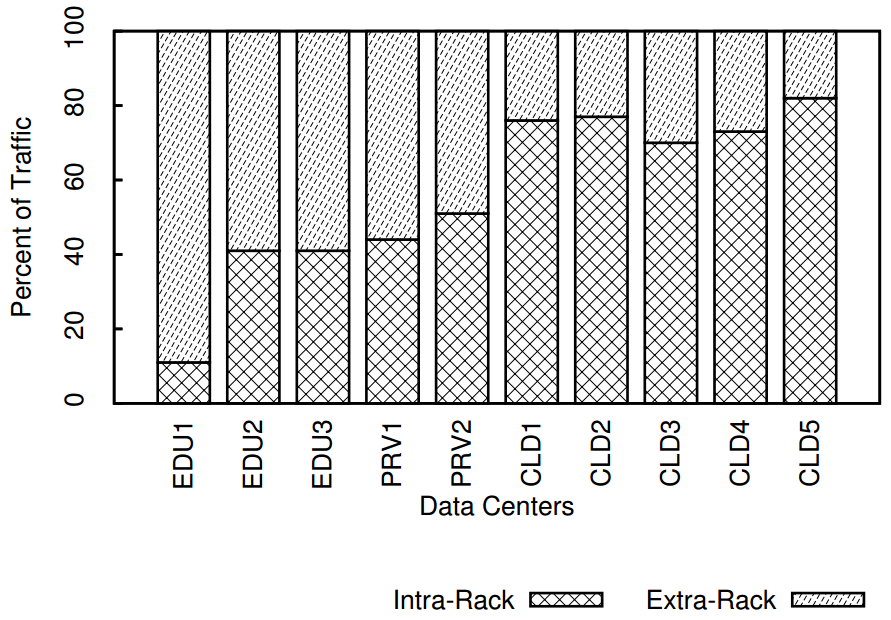 Percent of Traffic
100
80
60
40
20
0
EDU1
EDU2
EDU3
PRV1
PRV2
CLD1
CLD2
CLD3
CLD4
CLD5
Data Centers
Intra-Rack
Extra-Rack